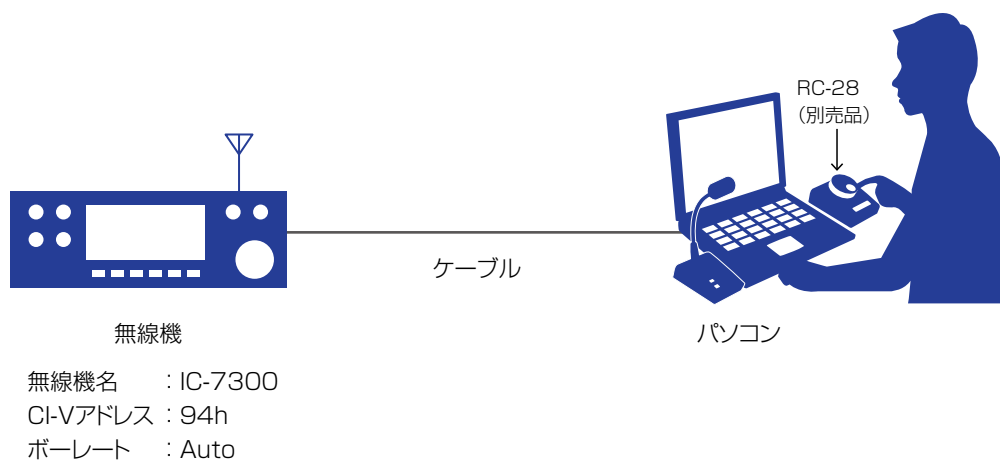 RC-28
（別売品）
ケーブル
無線機
パソコン
無線機名 ：IC-7300
CI-Vアドレス ：94h
ボーレート ：Auto